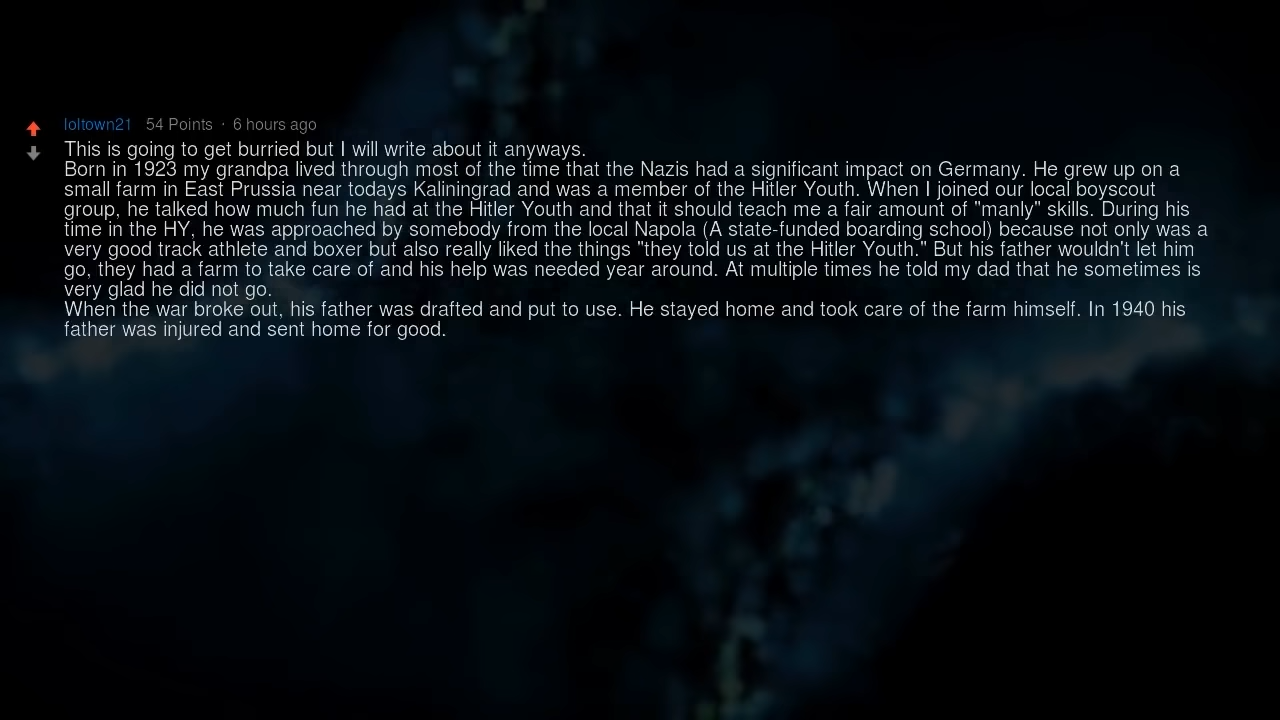 loltown21 54 Points · 6 hours ago
This is going to get burried but I will write about it anyways.
Born in 1923 my grandpa lived through most of the time that the Nazis had a significant impact on Germany. He grew up on a
small farm in East Prussia near todays Kaliningrad and was a member of the Hitler Youth. When I joined our local boyscout
group, he talked how much fun he had at the Hitler Youth and that it should teach me a fair amount of "manly" skills. During his
time in the HY, he was approached by somebody from the local Napola (A state-funded boarding school) because not only was a
very good track athlete and boxer but also really liked the things "they told us at the Hitler Youth." But his father wouldn't let him
go, they had a farm to take care of and his help was needed year around. At multiple times he told my dad that he sometimes is
very glad he did not go.
When the war broke out, his father was drafted and put to use. He stayed home and took care of the farm himself. In 1940 his
father was injured and sent home for good.